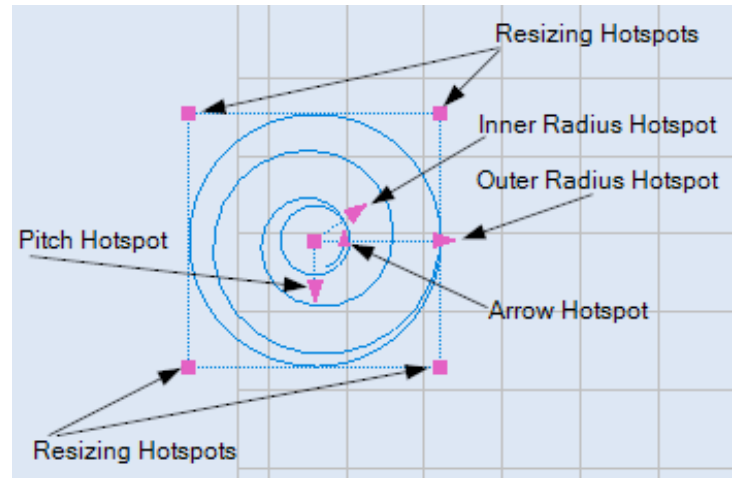 Resizing Hotspots
Inner Radius Hotspot
Outer Radius Hotspot
Pitch Hotspot
Arrow Hotspot
Resizing Hotspots